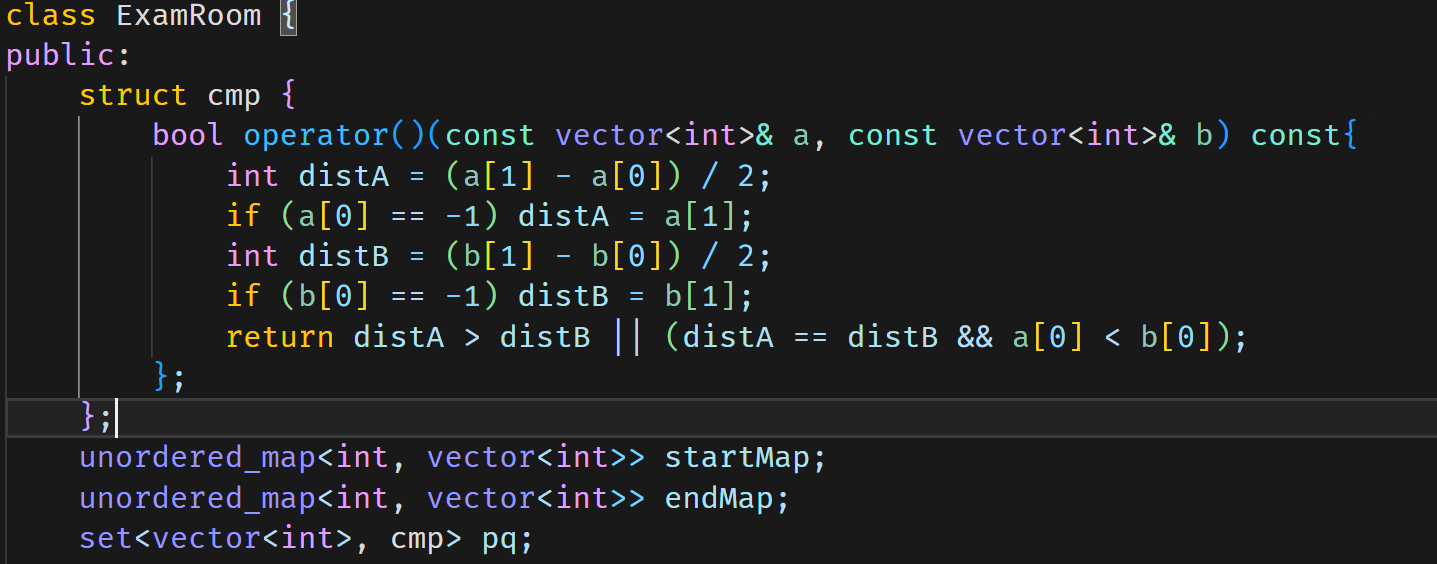 class ExamRoom {
public:
    struct cmp {
        bool operator()(const vector<int>& a, const vector<int>& b) const{
            int distA = (a[1] - a[0]) / 2;
            if (a[0] == -1) distA = a[1];
            int distB = (b[1] - b[0]) / 2;
            if (b[0] == -1) distB = b[1];
            return distA > distB || (distA == distB && a[0] < b[0]);
        };
    };
    unordered_map<int, vector<int>> startMap;
    unordered_map<int, vector<int>> endMap;
    set<vector<int>, cmp> pq;